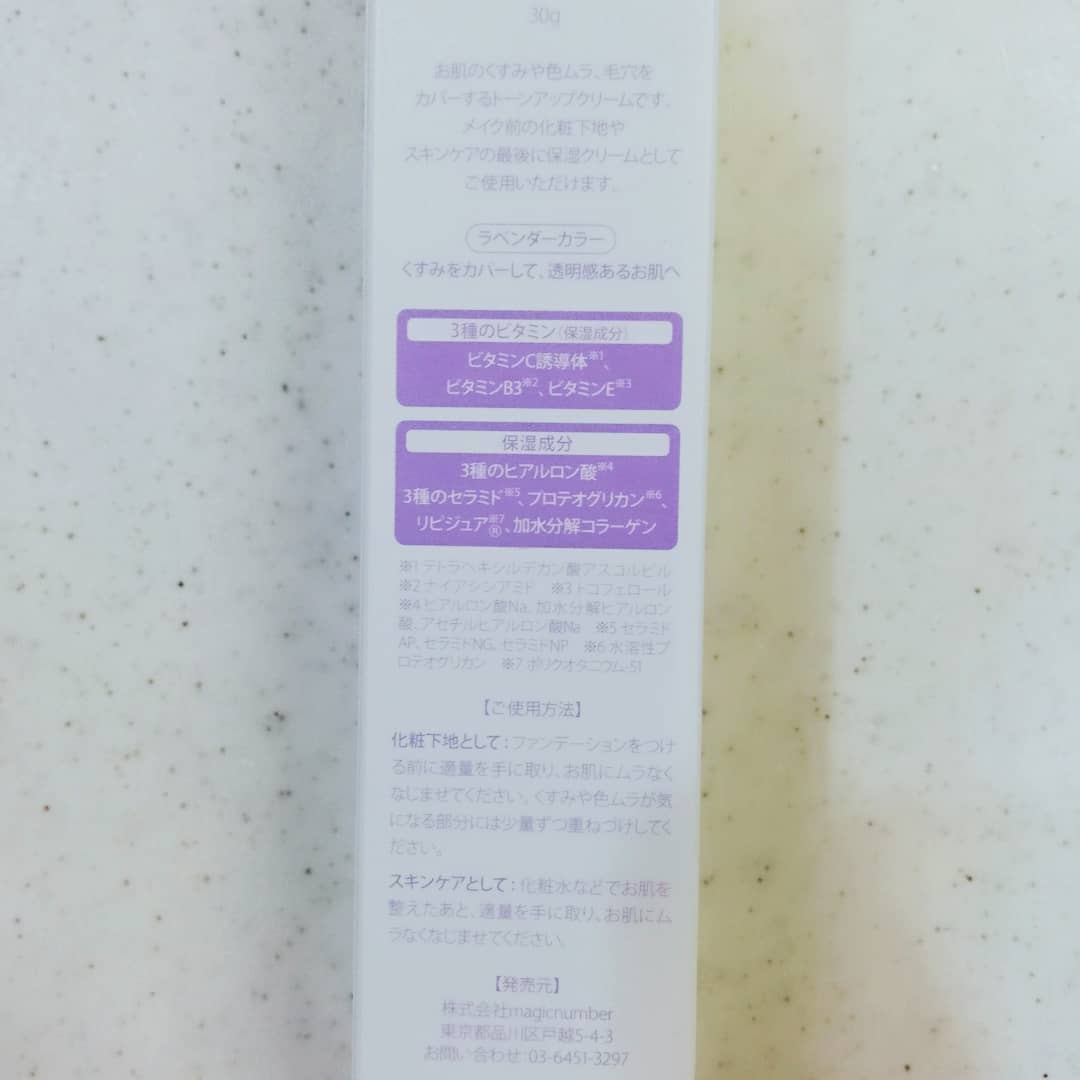 30g
お肌のくすみや色ムラ、毛穴を
カバーするトーンアップクリームです。
メイク前の化粧下地や
スキンケアの最後に保湿クリームとして
ご使用いただけます。
ラベンダーカラー
くすみをカバーして、透明感あるお肌へ
3種のビタミン(保湿成分)
ビタミンC誘導体※1、
ビタミンB3※2、ビタミンE※3
保湿成分
3種のヒアルロン酸※4
3種のセラミド※5、プロテオグリカン※6、
リピジュア®※7、加水分解コラーゲン
※1 テトラヘキシルデカン酸アスコルビル
※2 ナイアシンアミド ※3 トコフェロール
※4 ヒアルロン酸Na、加水分解ヒアルロン
酸、アセチルヒアルロン酸Na ※5 セラミド
AP、セラミドNG、セラミドNP ※6 水溶性プ
ロテオグリカン ※7 ポリクオタニウム-51
【ご使用方法】
化粧下地として：ファンデーションをつけ
る前に適量を手に取り、お肌にムラなく
なじませてください。くすみや色ムラが気
になる部分には少量ずつ重ねづけしてく
ださい。
スキンケアとして：化粧水などでお肌を
整えたあと、適量を手に取り、お肌にム
ラなくなじませてください。
【発売元】
株式会社magicnumber
東京都品川区戸越5-4-3
お問い合わせ 03-6451-3297